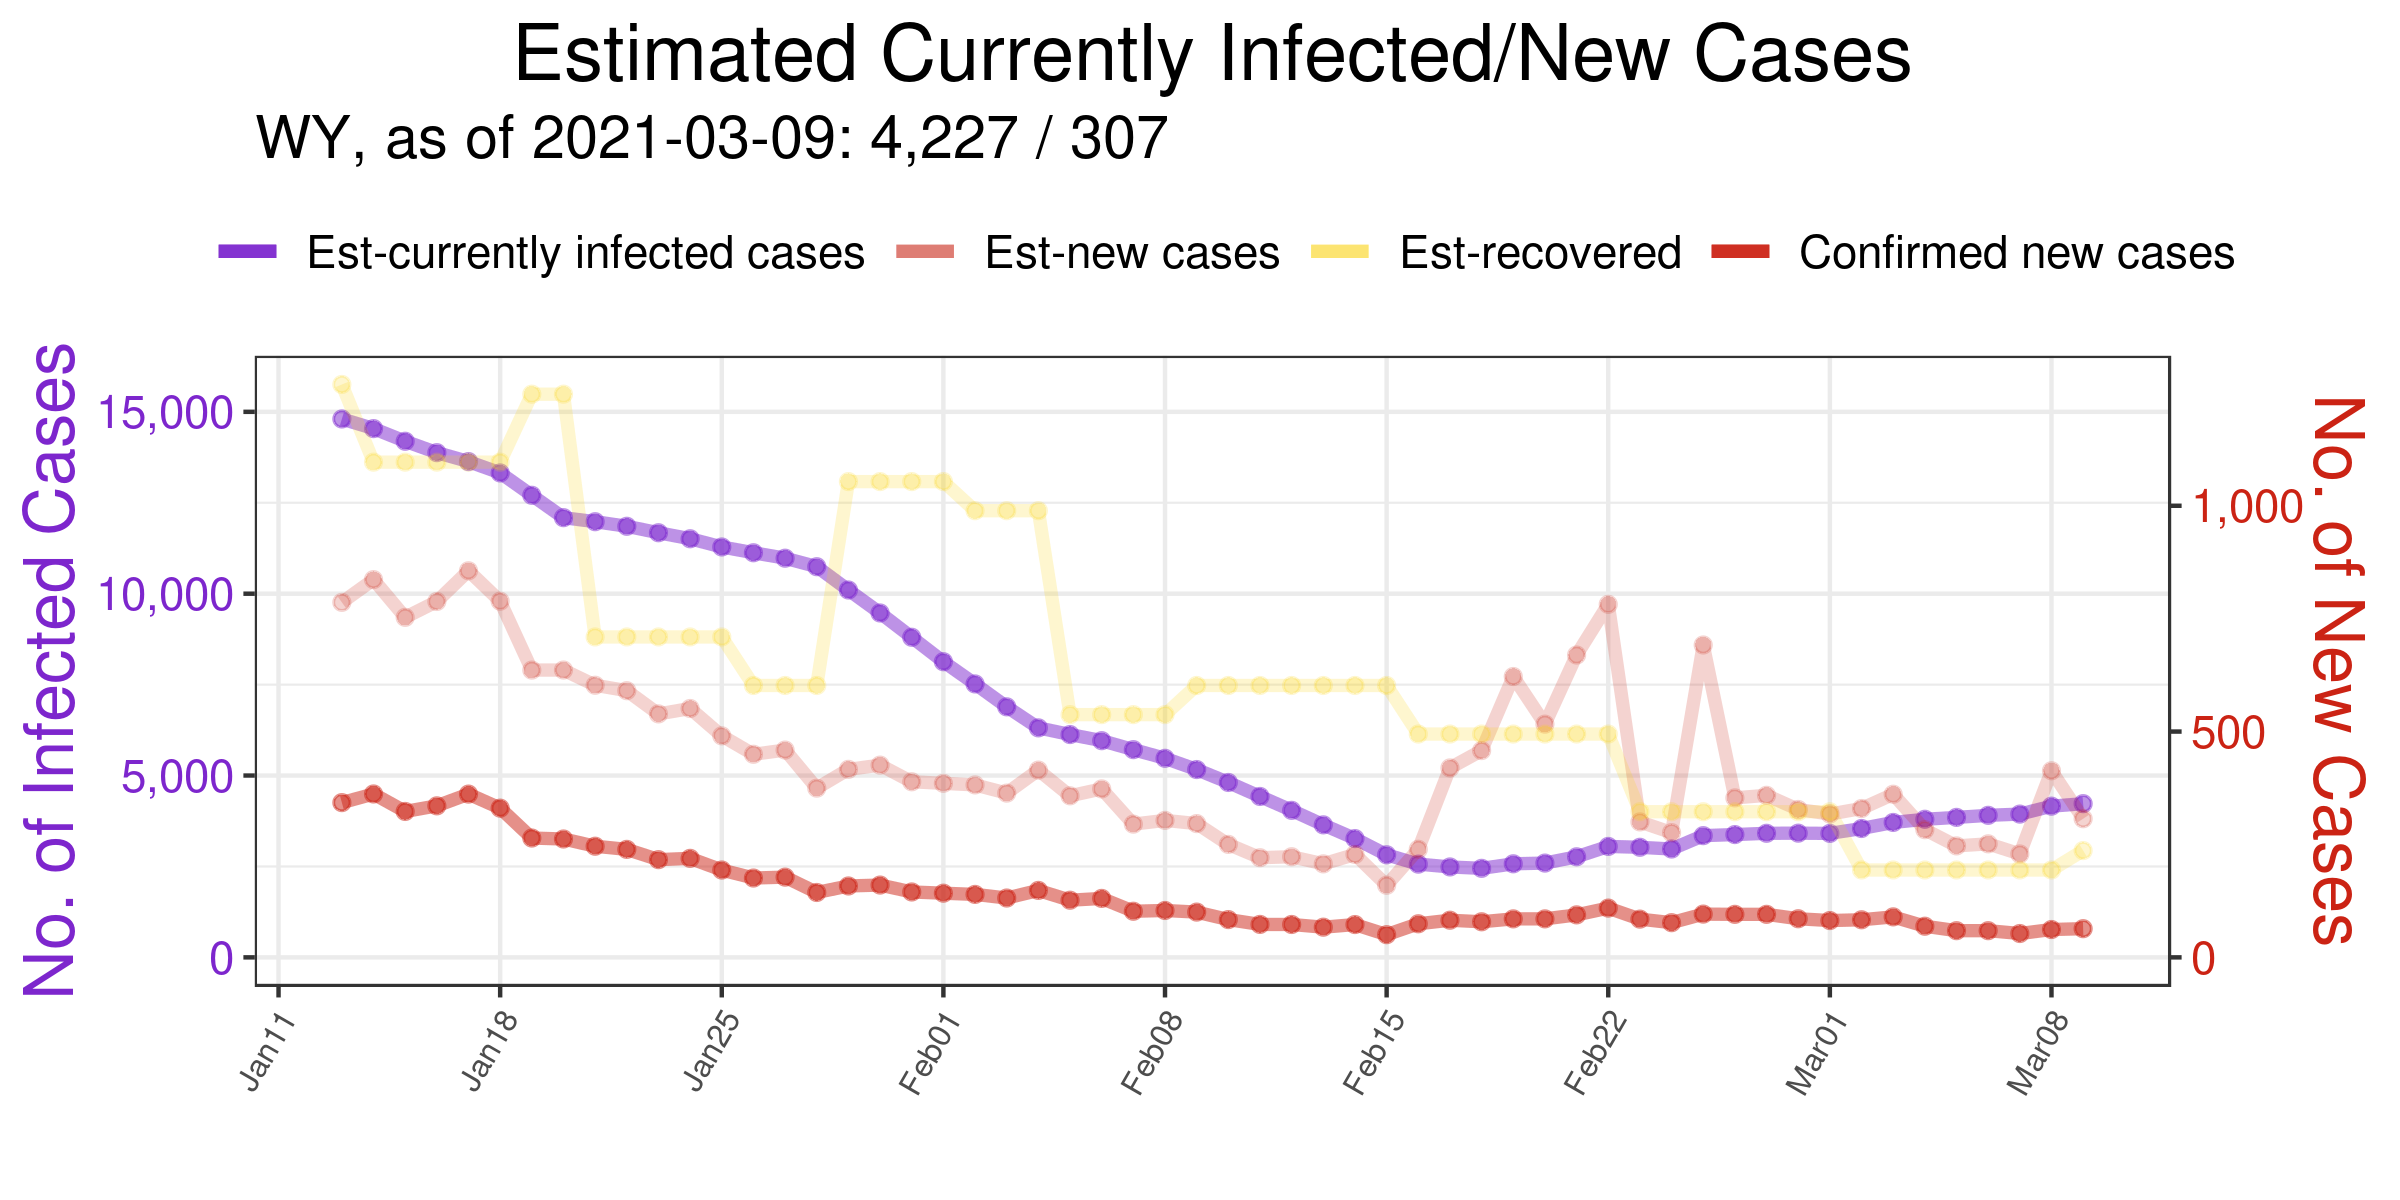 Estimated Currently Infected/New Cases
WY, as of 2021-03-09: 4,227 / 307
Est-currently infected cases
Est-new cases
Est-recovered
Confirmed new cases
No. of Infected Cases
15,000
10,000
5,000
0
1,000
500
0
No. of New Cases
Jan11
Jan18
Jan25
Feb01
Feb08
Feb15
Feb22
Mar01
Mar08